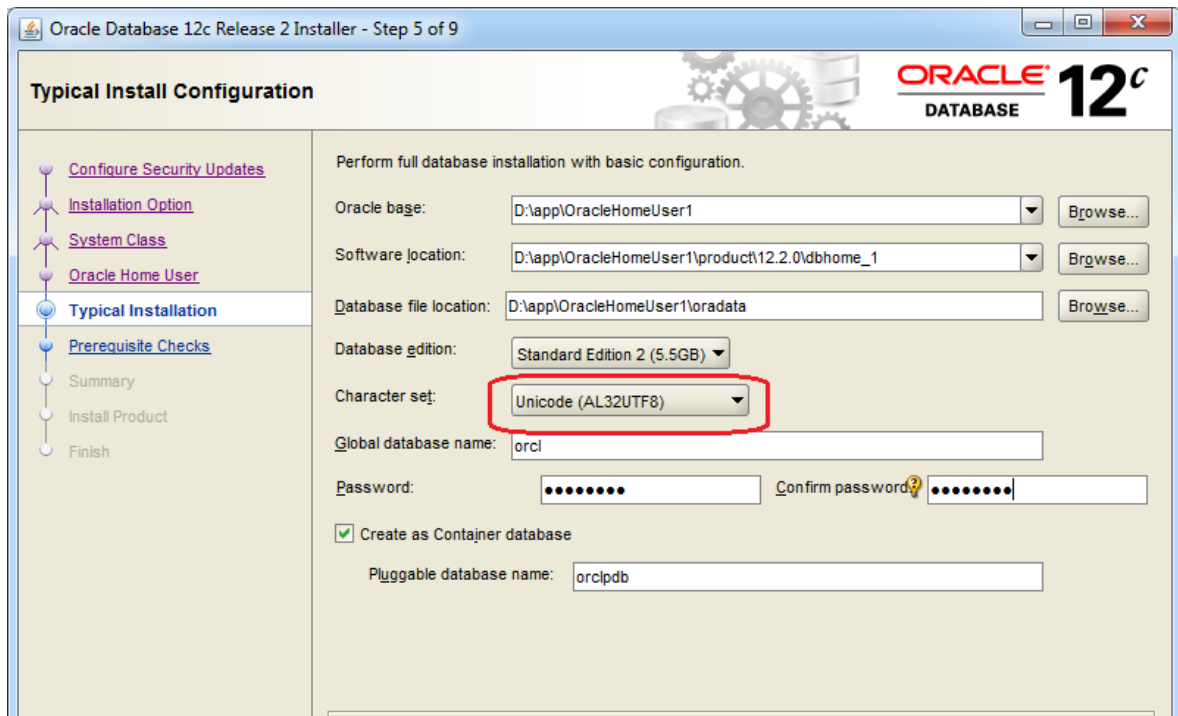 Oracle Database 12c Release 2 Installer - Step 5 of 9
Typical Install Configuration
ORACLE® 12c
DATABASE
Configure Security Updates
Installation Option
System Class
Oracle Home User
Typical Installation
Prerequisite Checks
Summary
Install Product
Finish
Perform full database installation with basic configuration.
Oracle base: D:\app\OracleHomeUser1 Browse...
Software location: D:\app\OracleHomeUser1\product\12.2.0\dbhome_1 Browse...
Database file location: D:\app\OracleHomeUser1\oradata Browse...
Database edition: Standard Edition 2 (5.5GB)
Character set: Unicode (AL32UTF8)
Global database name: orcl
Password: •••••••• Confirm password: ••••••••
Create as Container database
Pluggable database name: orclpdb